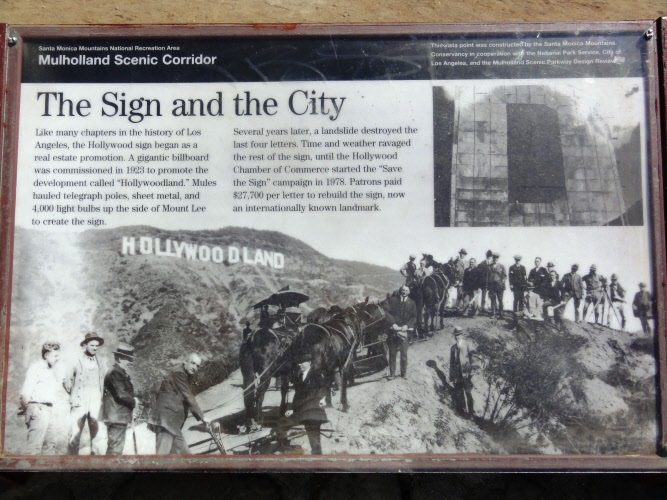 Santa Monica Mountains National Recreation Area
Mulholland Scenic Corridor
This vista point was constructed by the Santa Monica Mountains
Conservancy in cooperation with the National Park Service, City of
Los Angeles, and the Mulholland Scenic Parkway Design Review
The Sign and the City
Like many chapters in the history of Los
Angeles, the Hollywood sign began as a
real estate promotion. A gigantic billboard
was commissioned in 1923 to promote the
development called “Hollywoodland.” Mules
hauled telegraph poles, sheet metal, and
4,000 light bulbs up the side of Mount Lee
to create the sign.
Several years later, a landslide destroyed the
last four letters. Time and weather ravaged
the rest of the sign, until the Hollywood
Chamber of Commerce started the “Save
the Sign” campaign in 1978. Patrons paid
$27,700 per letter to rebuild the sign, now
an internationally known landmark.
HOLLYWOODLAND